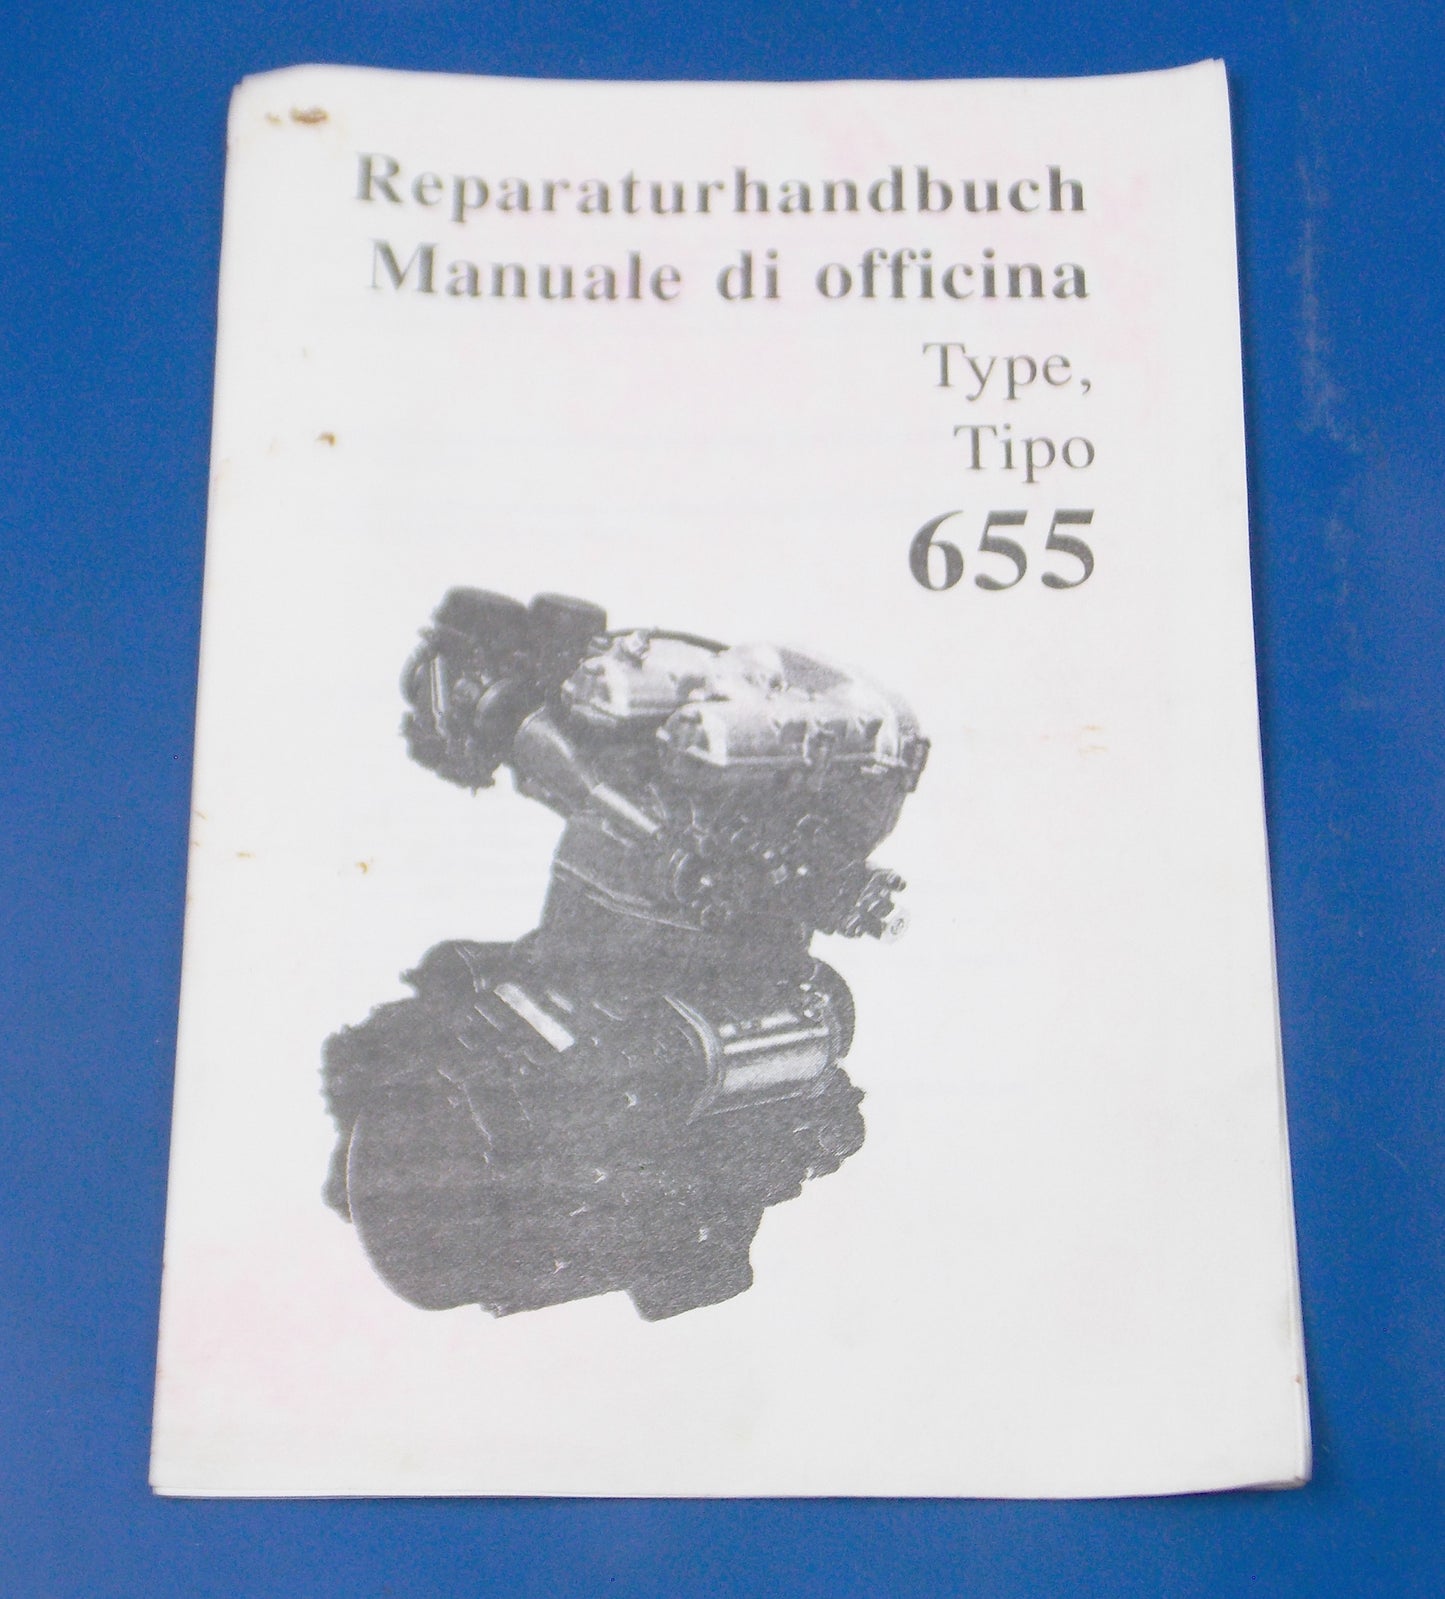 Reparaturhandbuch
Manuale di officina
Type,
Tipo
655